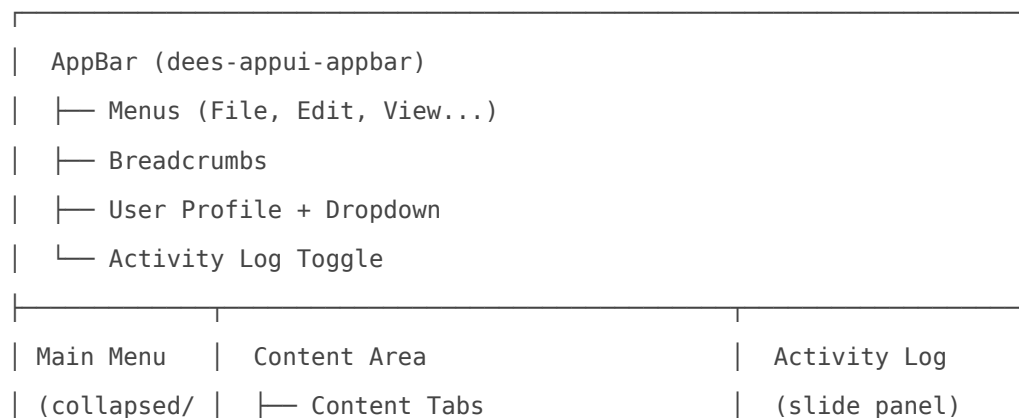 ┌─────────────────────────────────────────────────────────────
│  AppBar (dees-appui-appbar)
│  ├── Menus (File, Edit, View...)
│  ├── Breadcrumbs
│  ├── User Profile + Dropdown
│  └── Activity Log Toggle
├────────────┬──────────────────────────────┬─────────────────
│ Main Menu  │  Content Area                │  Activity Log
│ (collapsed/ │  ├── Content Tabs            │  (slide panel)